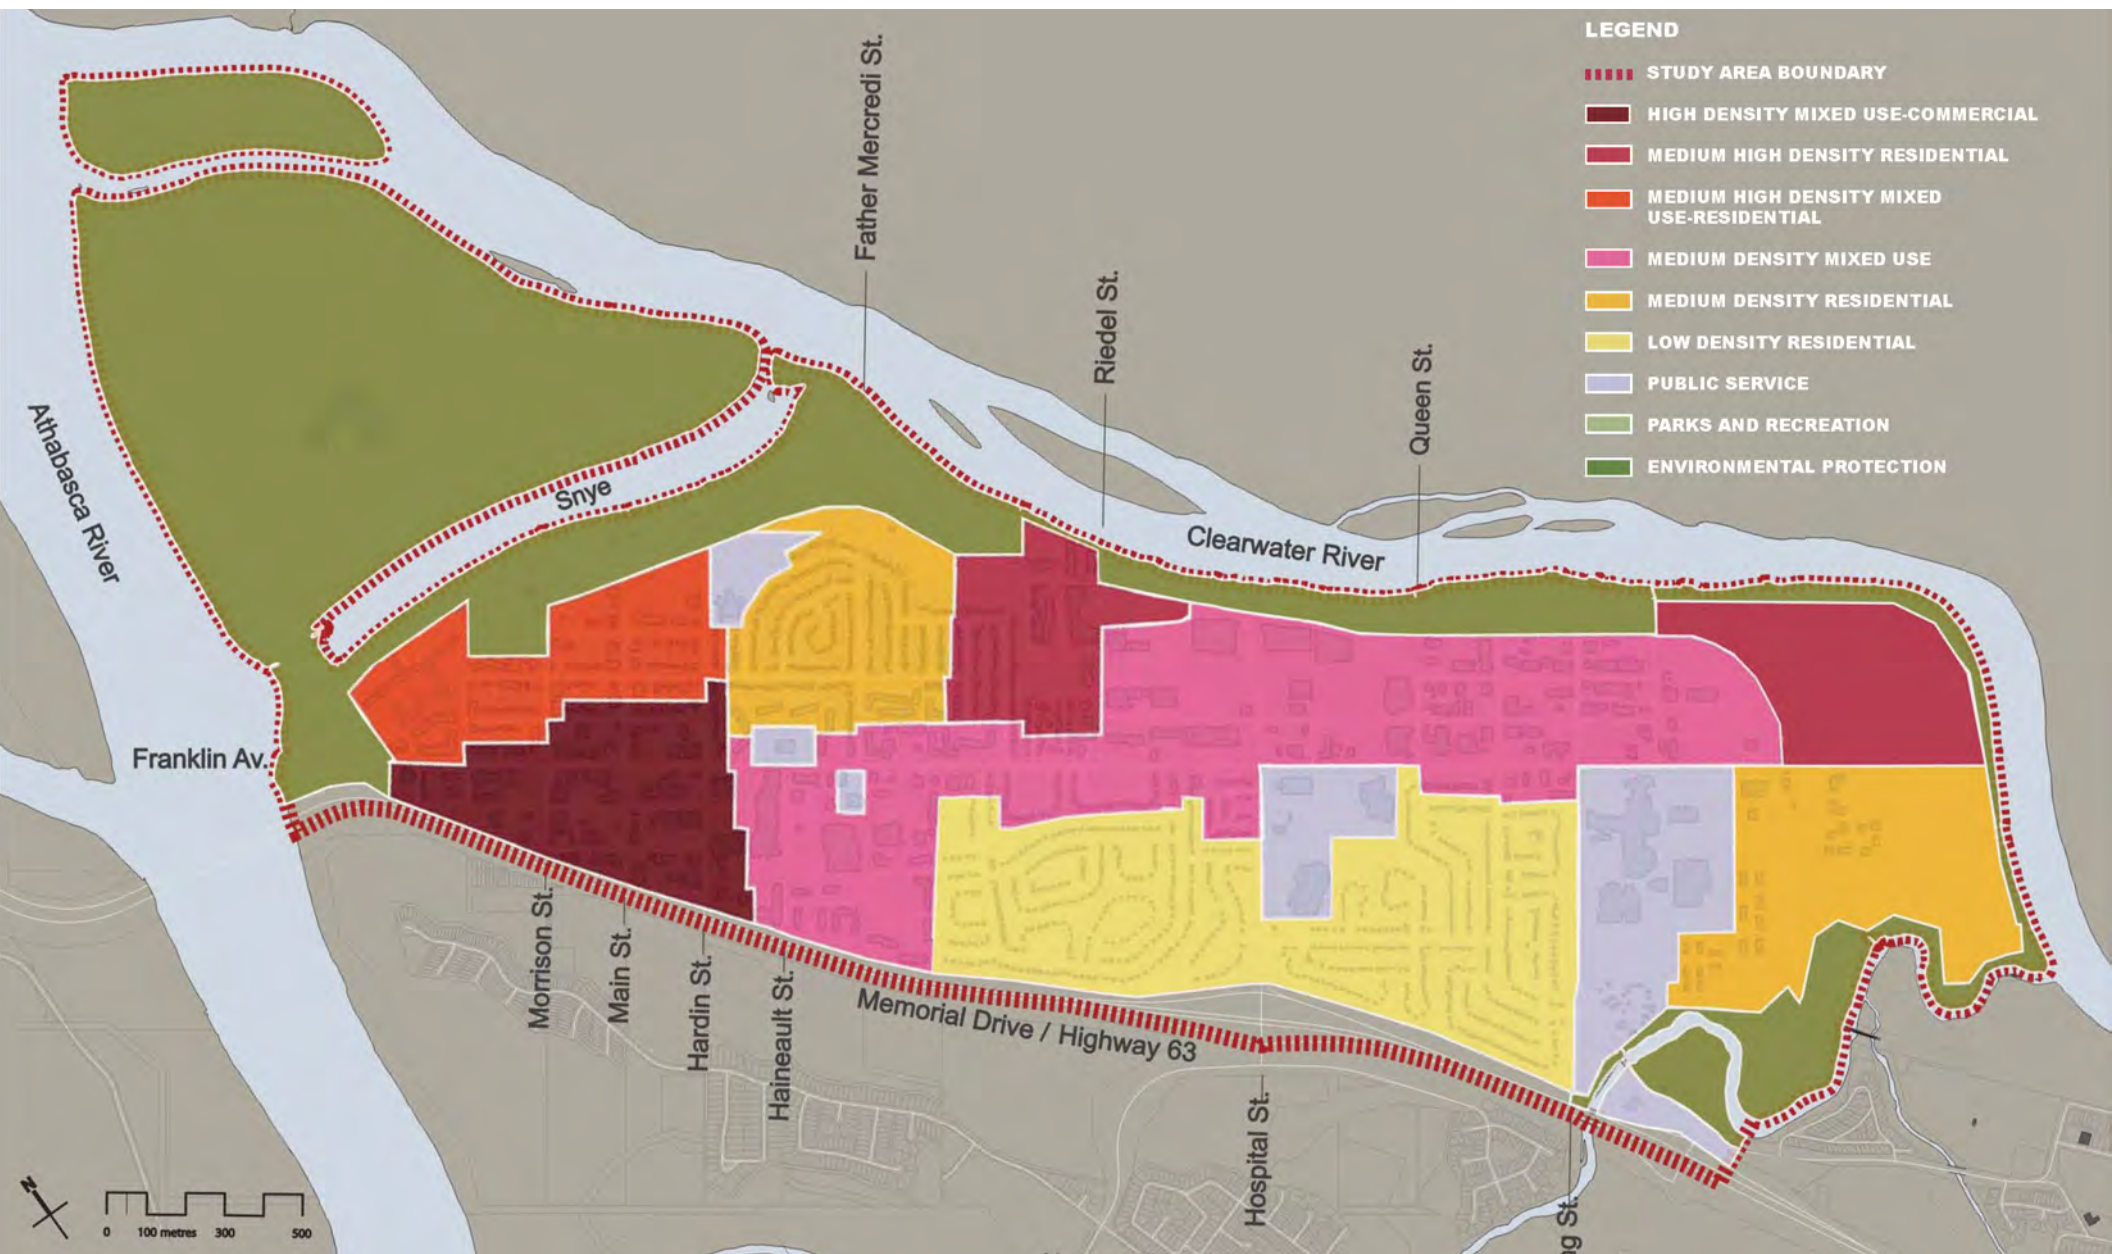 LEGEND
STUDY AREA BOUNDARY
HIGH DENSITY MIXED USE-COMMERCIAL
MEDIUM HIGH DENSITY RESIDENTIAL
MEDIUM HIGH DENSITY MIXED
USE-RESIDENTIAL
MEDIUM DENSITY MIXED USE
MEDIUM DENSITY RESIDENTIAL
LOW DENSITY RESIDENTIAL
PUBLIC SERVICE
PARKS AND RECREATION
ENVIRONMENTAL PROTECTION
Father Mercredi St.
Riedel St.
Queen St.
Athabasca River
Snye
Clearwater River
Franklin Av.
Morrison St.
Main St.
Hardin St.
Haineault St.
Memorial Drive / Highway 63
Hospital St.
ng St.
N
0 100 metres 300 500